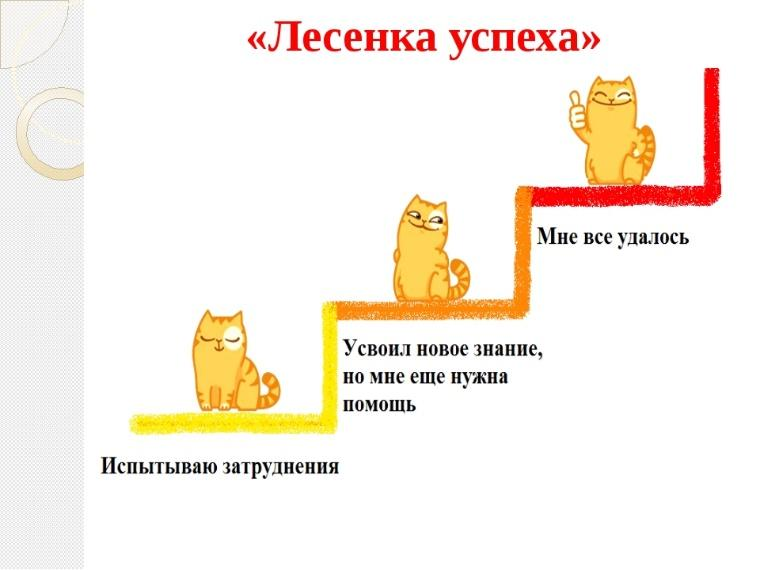 «Лесенка успеха»
Мне все удалось
Усвоил новое знание,
но мне еще нужна
помощь
Испытываю затруднения